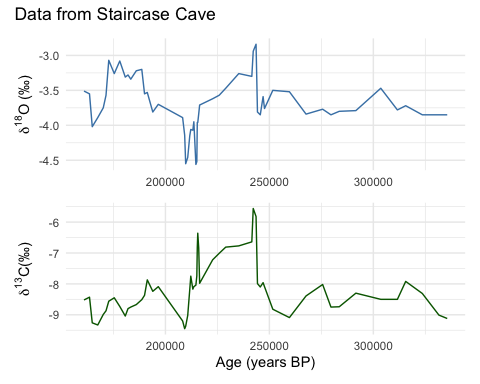 Data from Staircase Cave
δ¹⁸O (‰)
-3.0
-3.5
-4.0
-4.5
200000 250000 300000
δ¹³C(‰)
-6
-7
-8
-9
200000 250000 300000
Age (years BP)